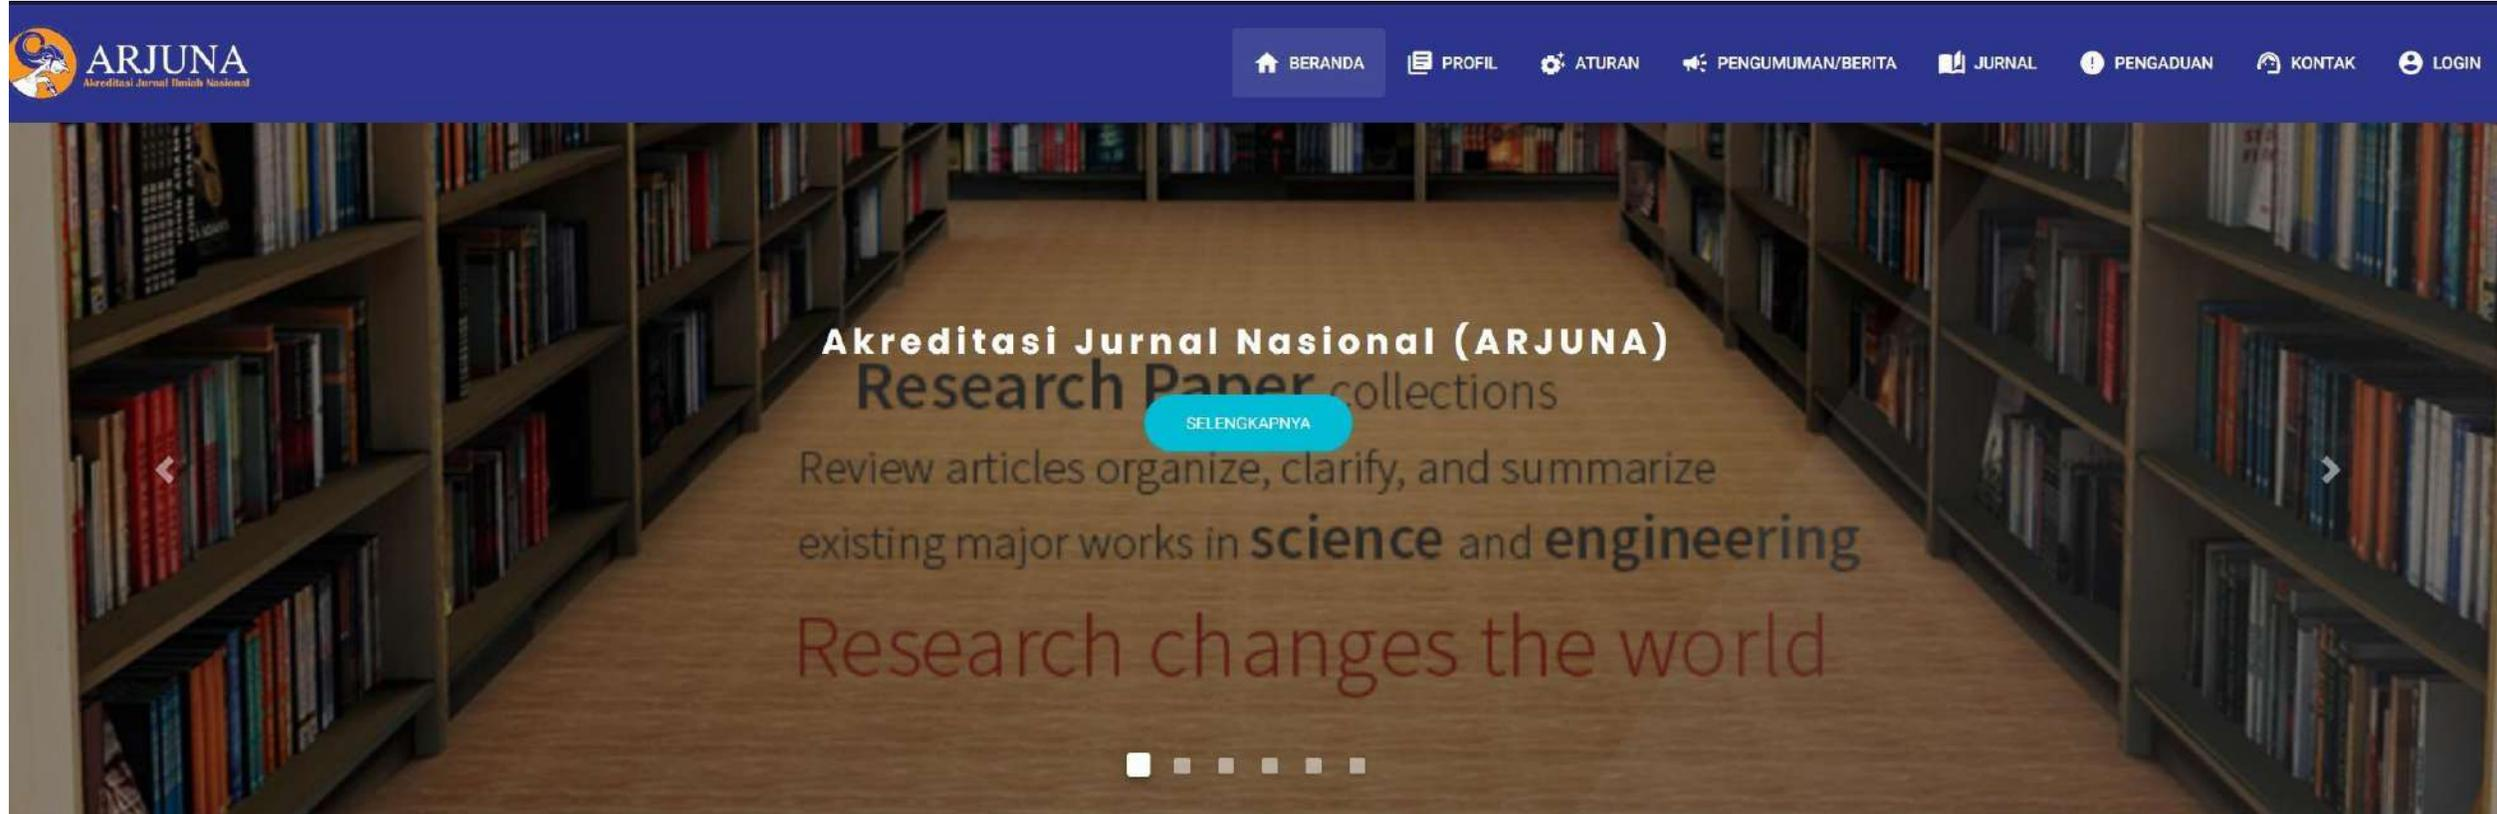 ARJUNA
Akreditasi Jurnal Ilmiah Nasional
BERANDA
PROFIL
ATURAN
PENGUMUMAN/BERITA
JURNAL
PENGADUAN
KONTAK
LOGIN
Akreditasi Jurnal Nasional (ARJUNA)
Research Paper collections
SELENGKAPNYA
Review articles organize, clarify, and summarize
existing major works in science and engineering
Research changes the world